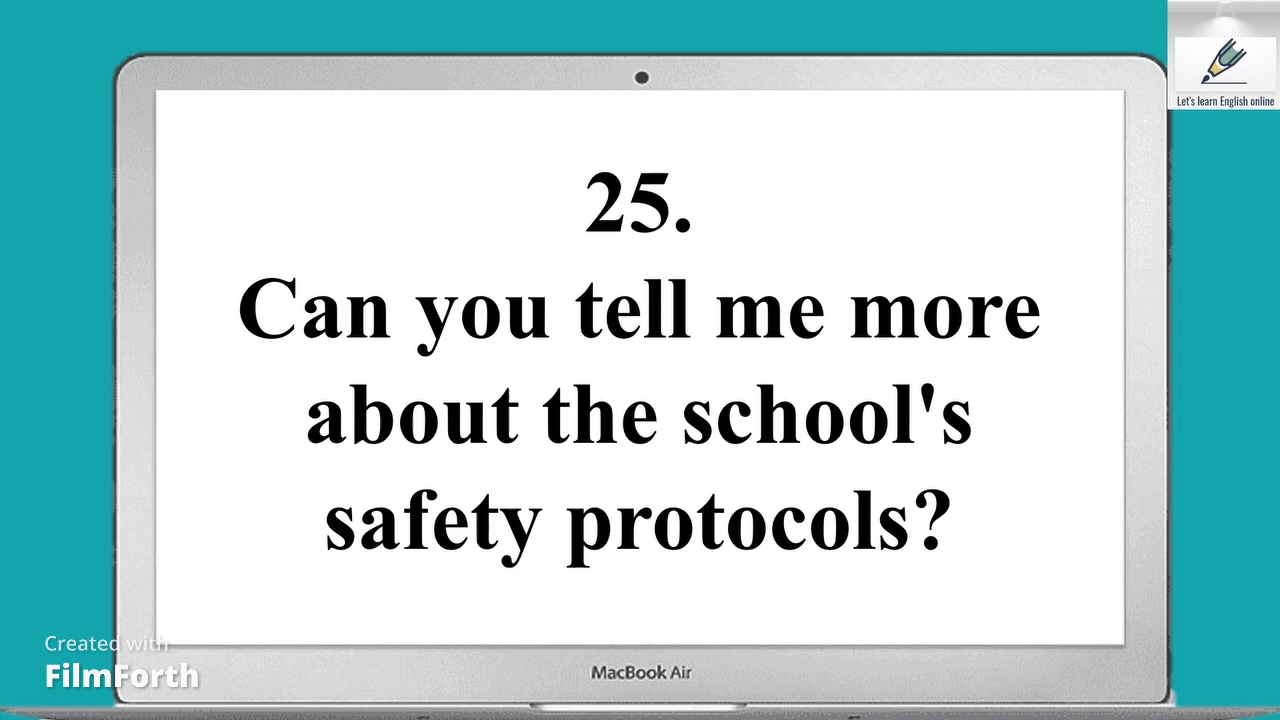 Let's learn English online
25.
Can you tell me more
about the school's
safety protocols?
Created with
FilmForth
MacBook Air